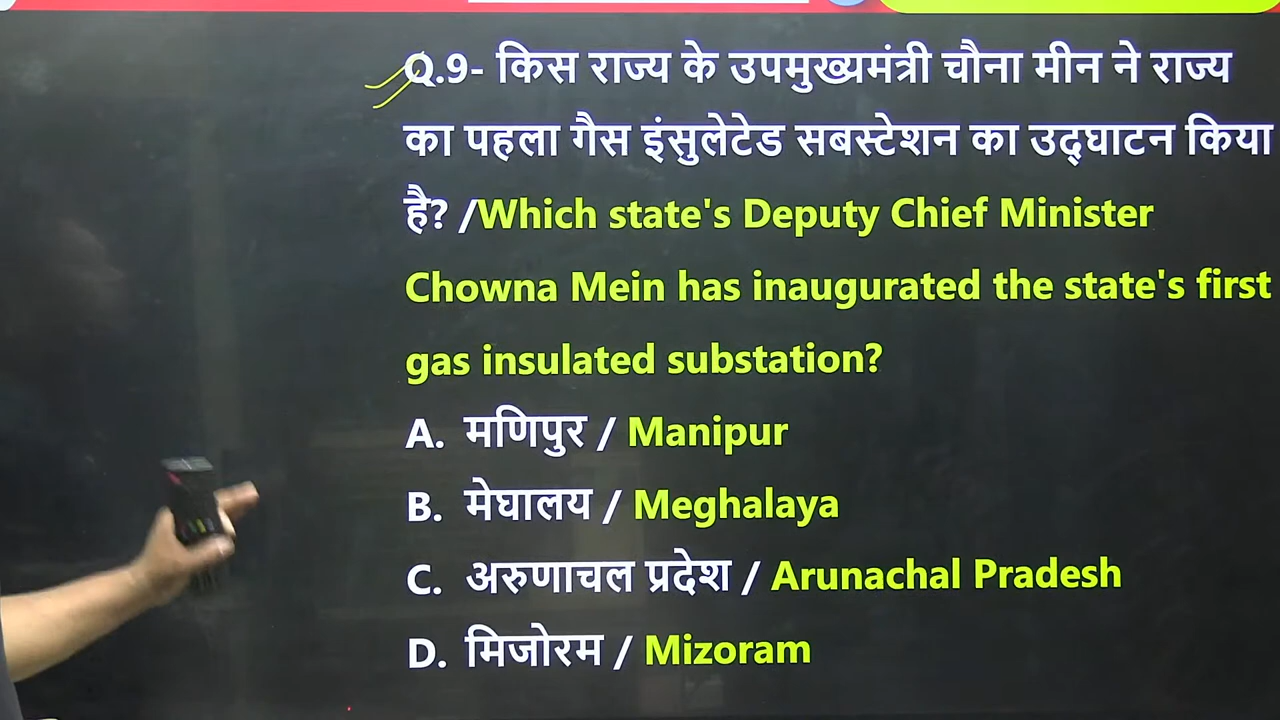 Q.9- किस राज्य के उपमुख्यमंत्री चौना मीन ने राज्य
का पहला गैस इंसुलेटेड सबस्टेशन का उद्घाटन किया
है? /Which state's Deputy Chief Minister
Chowna Mein has inaugurated the state's first
gas insulated substation?
A. मणिपुर / Manipur
B. मेघालय / Meghalaya
C. अरुणाचल प्रदेश / Arunachal Pradesh
D. मिजोरम / Mizoram